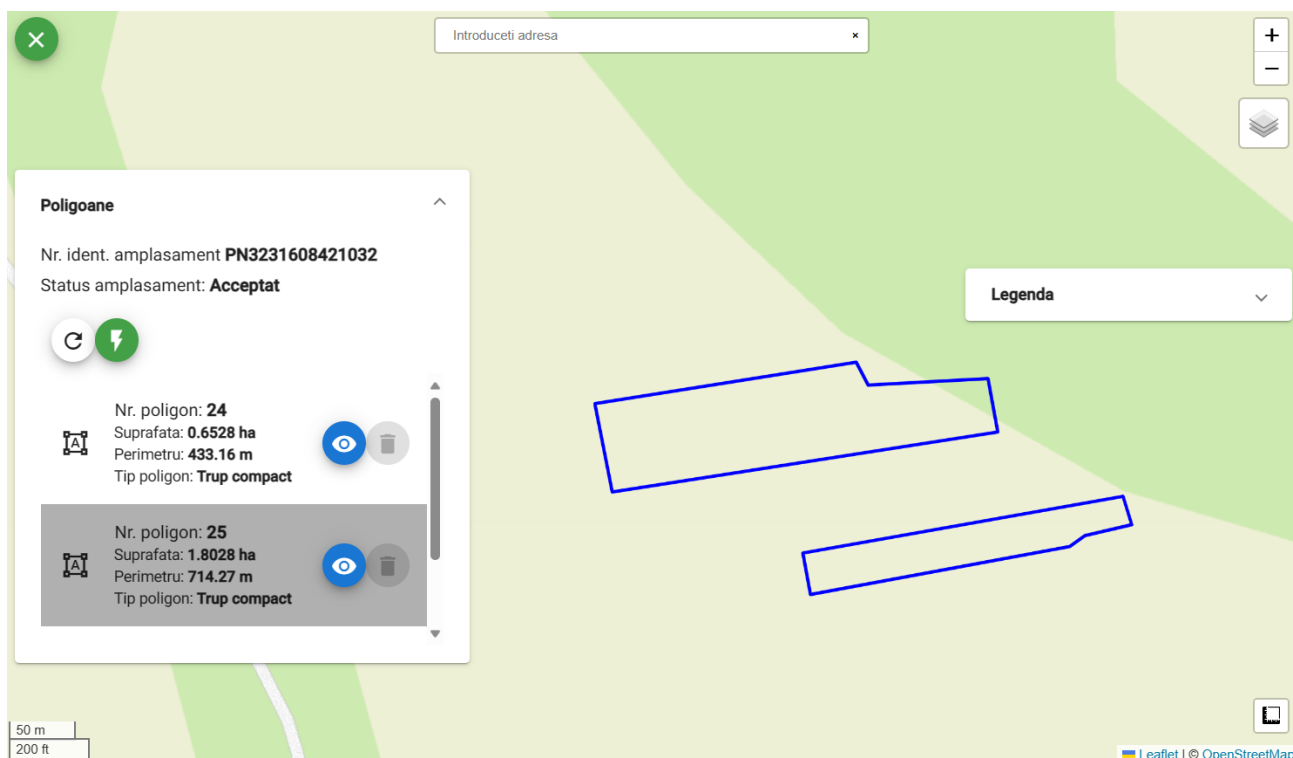 Introduceti adresa
×
+
−
Poligoane
Nr. ident. amplasament PN3231608421032
Status amplasament: Acceptat
Legenda
Nr. poligon: 24
Suprafata: 0.6528 ha
Perimetru: 433.16 m
Tip poligon: Trup compact
Nr. poligon: 25
Suprafata: 1.8028 ha
Perimetru: 714.27 m
Tip poligon: Trup compact
50 m
200 ft
Leaflet | © OpenStreetMap